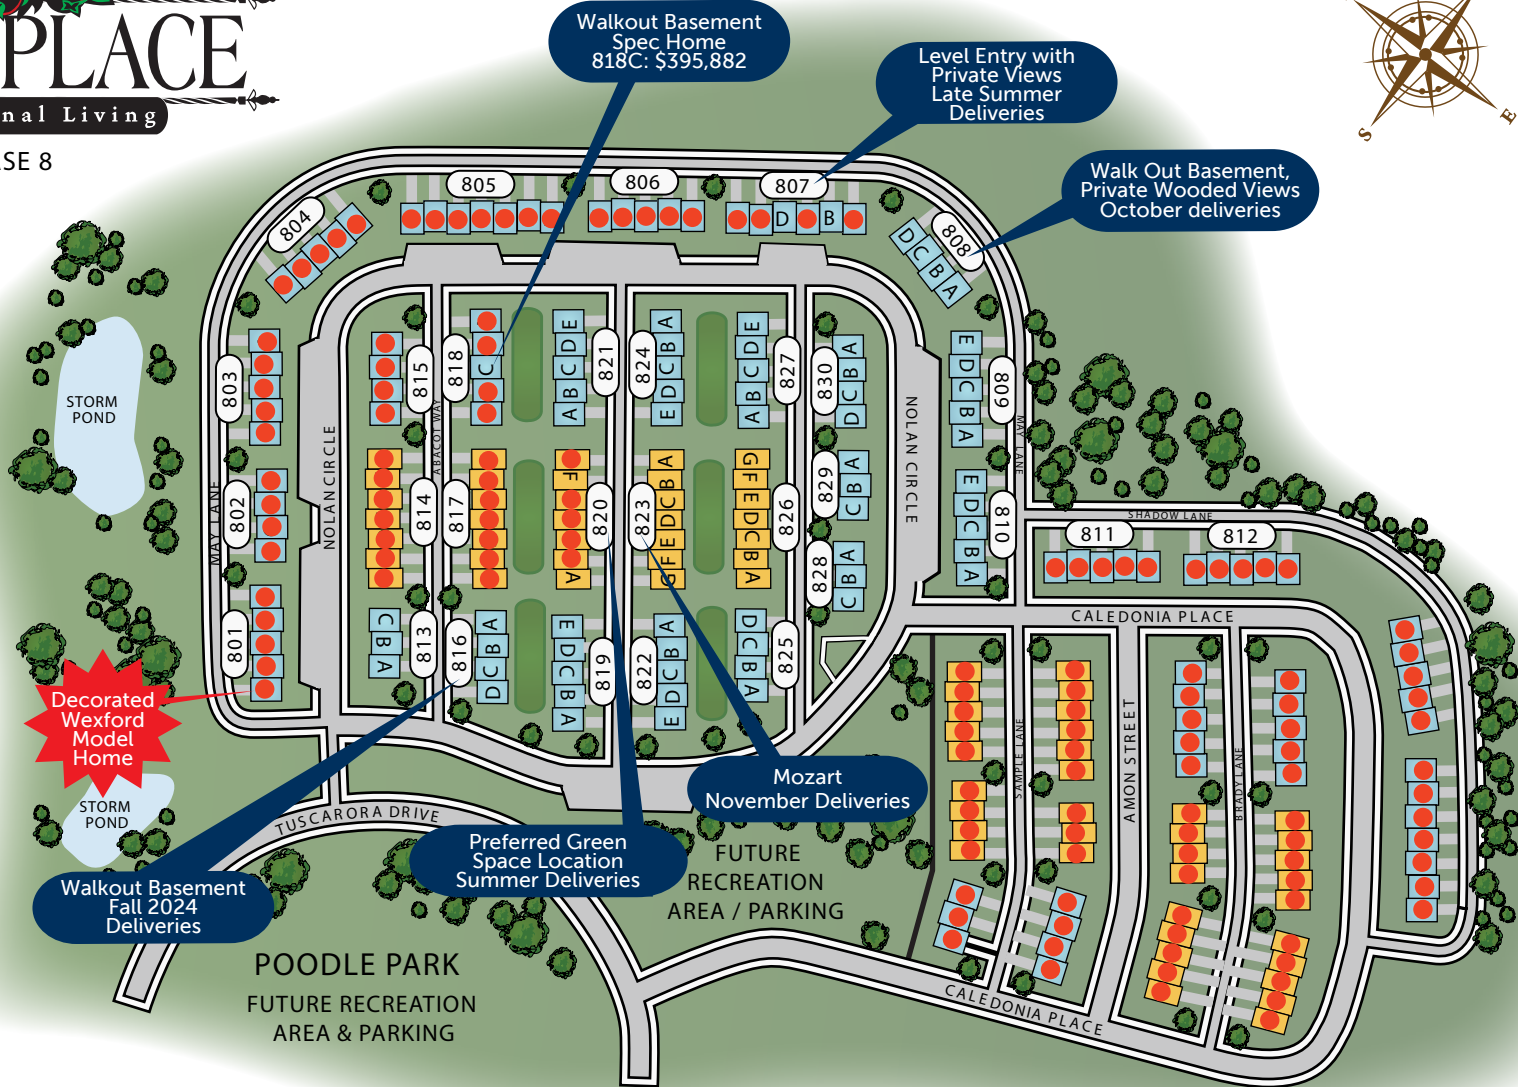 PLACE
nal Living
SE 8
Walkout Basement
Spec Home
818C: $395,882
Level Entry with
Private Views
Late Summer
Deliveries
Walk Out Basement,
Private Wooded Views
October deliveries
S
E
804
805
806
807
D
B
808
D
C
B
A
803
802
801
815
814
813
C
B
A
818
C
817
816
A
B
C
D
821
E
D
C
B
A
820
F
A
819
E
D
C
B
A
824
A
B
C
D
E
823
A
B
C
D
E
F
G
822
A
B
C
D
E
827
E
D
C
B
A
826
G
F
E
D
C
B
A
825
D
C
B
A
830
A
B
C
D
829
A
B
C
828
A
B
C
809
E
D
C
B
A
810
E
D
C
B
A
811
812
STORM
POND
MAY LANE
NOLAN CIRCLE
ABACOT WAY
NOLAN CIRCLE
MAY LANE
SHADOW LANE
CALEDONIA PLACE
SAMPLE LANE
AMON STREET
BRADY LANE
Decorated
Wexford
Model
Home
STORM
POND
TUSCARORA DRIVE
Mozart
November Deliveries
Preferred Green
Space Location
Summer Deliveries
Walkout Basement
Fall 2024
Deliveries
FUTURE
RECREATION
AREA / PARKING
POODLE PARK
FUTURE RECREATION
AREA & PARKING
CALEDONIA PLACE